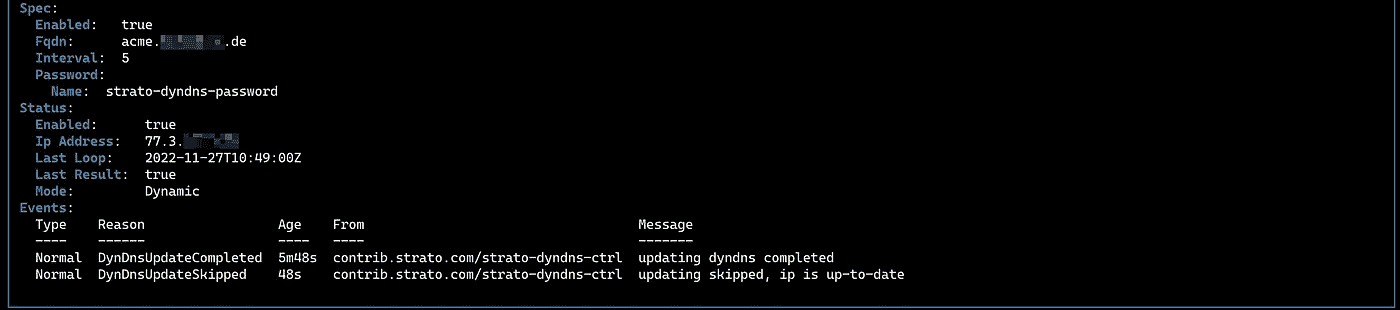 Spec:
Enabled: true
Fqdn: acme. .de
Interval: 5
Password:
Name: strato-dyndns-password
Status:
Enabled: true
Ip Address: 77.3.
Last Loop: 2022-11-27T10:49:00Z
Last Result: true
Mode: Dynamic
Events:
Type Reason Age From Message
---- ------ ---- ---- -------
Normal DynDnsUpdateCompleted 5m48s contrib.strato.com/strato-dyndns-ctrl updating dyndns completed
Normal DynDnsUpdateSkipped 48s contrib.strato.com/strato-dyndns-ctrl updating skipped, ip is up-to-date